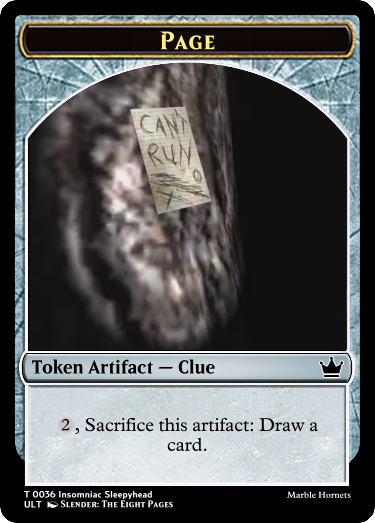 PAGE
CAN'T
RUN
Token Artifact — Clue
2, Sacrifice this artifact: Draw a
card.
T 0036 Insomniac Sleepyhead
ULT SLENDER: THE EIGHT PAGES
Marble Hornets